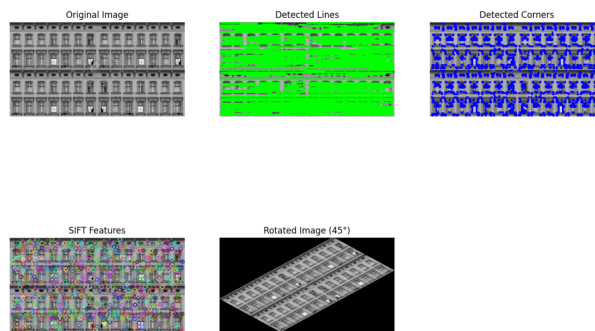 Original Image
Detected Lines
Detected Corners
SIFT Features
Rotated Image (45°)